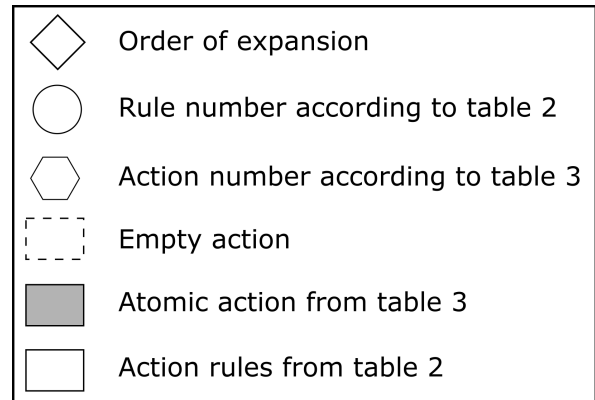 Order of expansion
Rule number according to table 2
Action number according to table 3
Empty action
Atomic action from table 3
Action rules from table 2